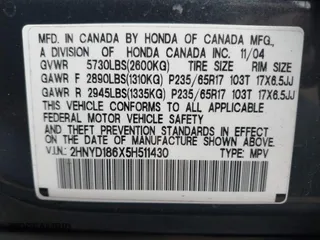 MFD. IN CANADA BY HONDA OF CANADA MFG.,
A DIVISION OF HONDA CANADA INC. 11/04
GVWR 5730LBS(2600KG) TIRE SIZE RIM SIZE
GAWR F 2890LBS(1310KG) P235/65R17 103T 17X6.5JJ
GAWR R 2945LBS(1335KG) P235/65R17 103T 17X6.5JJ
THIS VEHICLE CONFORMS TO ALL APPLICABLE
FEDERAL MOTOR VEHICLE SAFETY STANDARDS
IN EFFECT ON THE DATE OF
MANUFACTURE SHOWN ABOVE.
V.I.N.: 2HNYD186X5H511430 TYPE: MPV